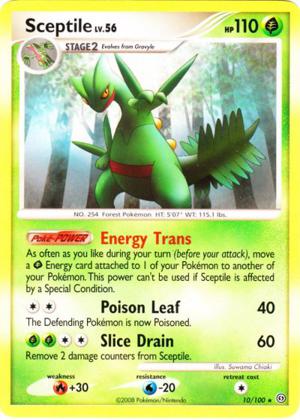 Sceptile LV.56
HP 110
STAGE2 Evolves from Grovyle
NO. 254 Forest Pokémon HT: 5'07" WT: 115.1 lbs.
Poké-POWER Energy Trans
As often as you like during your turn (before your attack), move
a Energy card attached to 1 of your Pokémon to another of
your Pokémon. This power can't be used if Sceptile is affected
by a Special Condition.
Poison Leaf 40
The Defending Pokémon is now Poisoned.
Slice Drain 60
Remove 2 damage counters from Sceptile.
illus. Suwama Chiaki
weakness resistance retreat cost
+30 -20
©2008 Pokémon/Nintendo 10/100 ★